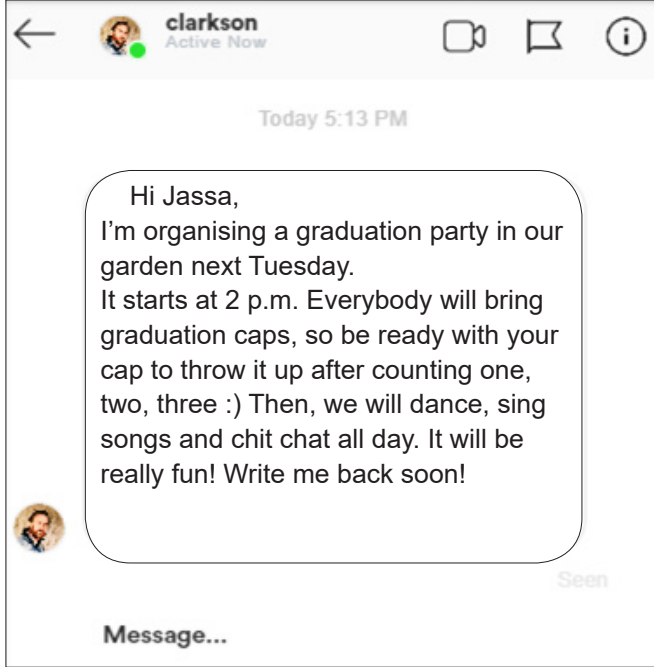 clarkson
Active Now
Today 5:13 PM
Hi Jassa,
I'm organising a graduation party in our
garden next Tuesday.
It starts at 2 p.m. Everybody will bring
graduation caps, so be ready with your
cap to throw it up after counting one,
two, three :) Then, we will dance, sing
songs and chit chat all day. It will be
really fun! Write me back soon!
Seen
Message...